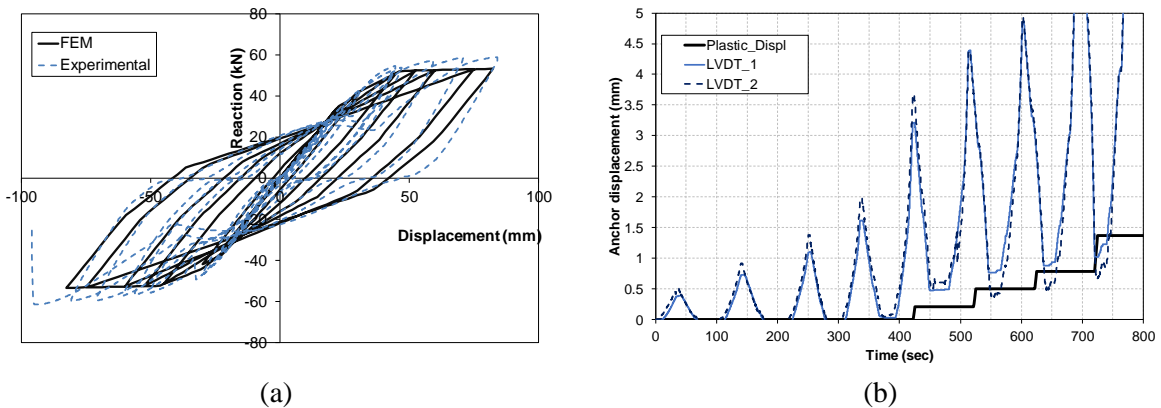 80
60
40
20
0
-20
-40
-60
-80
-100
-50
0
50
100
Reaction (kN)
Displacement (mm)
FEM
Experimental
(a)
5
4.5
4
3.5
3
2.5
2
1.5
1
0.5
0
Anchor displacement (mm)
Plastic_Displ
LVDT_1
LVDT_2
0 100 200 300 400 500 600 700 800
Time (sec)
(b)